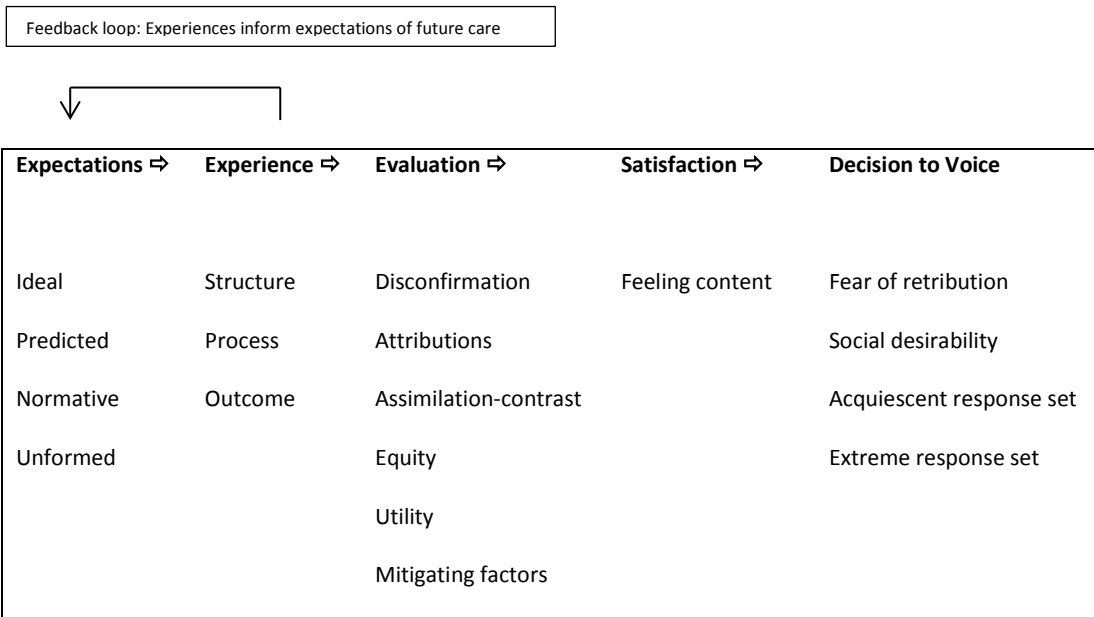 Feedback loop: Experiences inform expectations of future care
Expectations ⇨ Experience ⇨ Evaluation ⇨ Satisfaction ⇨ Decision to Voice
Ideal Structure Disconfirmation Feeling content Fear of retribution
Predicted Process Attributions Social desirability
Normative Outcome Assimilation-contrast Acquiescent response set
Unformed Equity Extreme response set
Utility
Mitigating factors